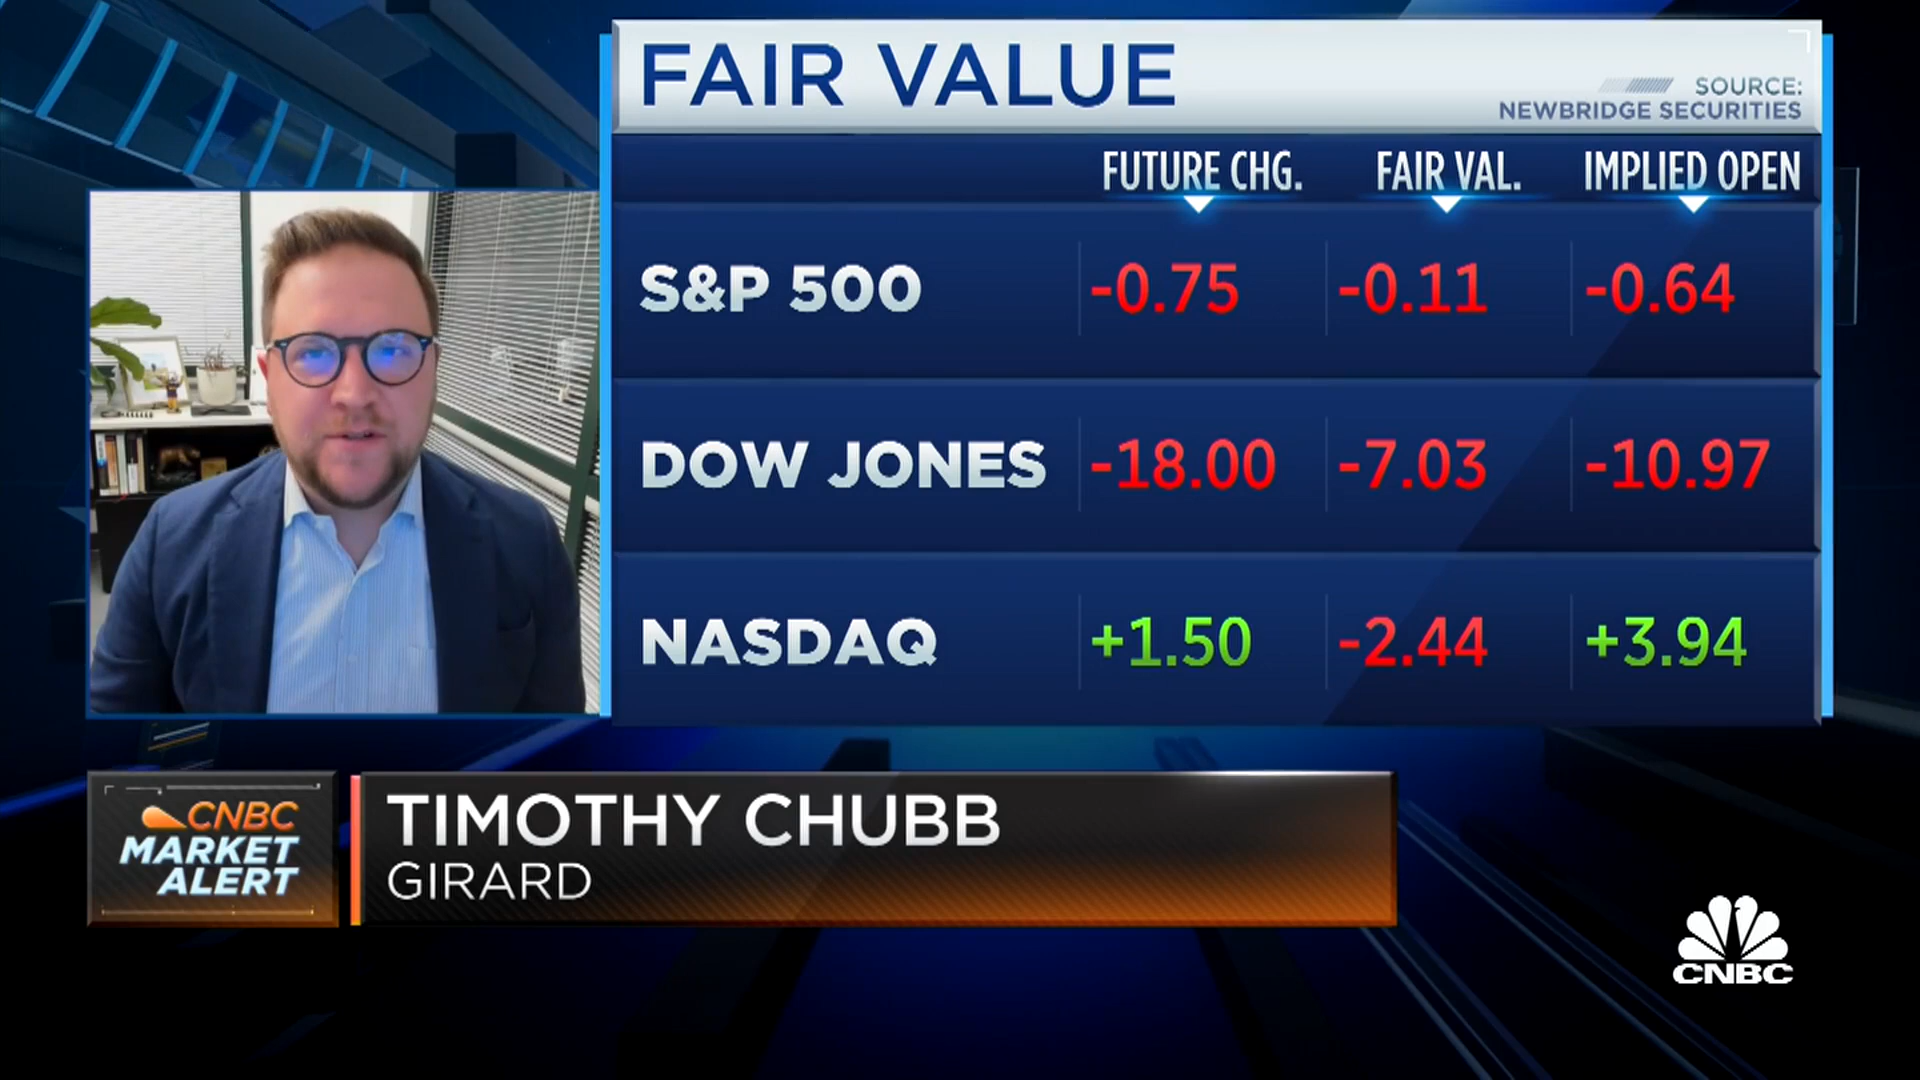 FAIR VALUE
SOURCE:
NEWBRIDGE SECURITIES
FUTURE CHG. FAIR VAL. IMPLIED OPEN
S&P 500 -0.75 -0.11 -0.64
DOW JONES -18.00 -7.03 -10.97
NASDAQ +1.50 -2.44 +3.94
CNBC
MARKET
ALERT
TIMOTHY CHUBB
GIRARD
CNBC